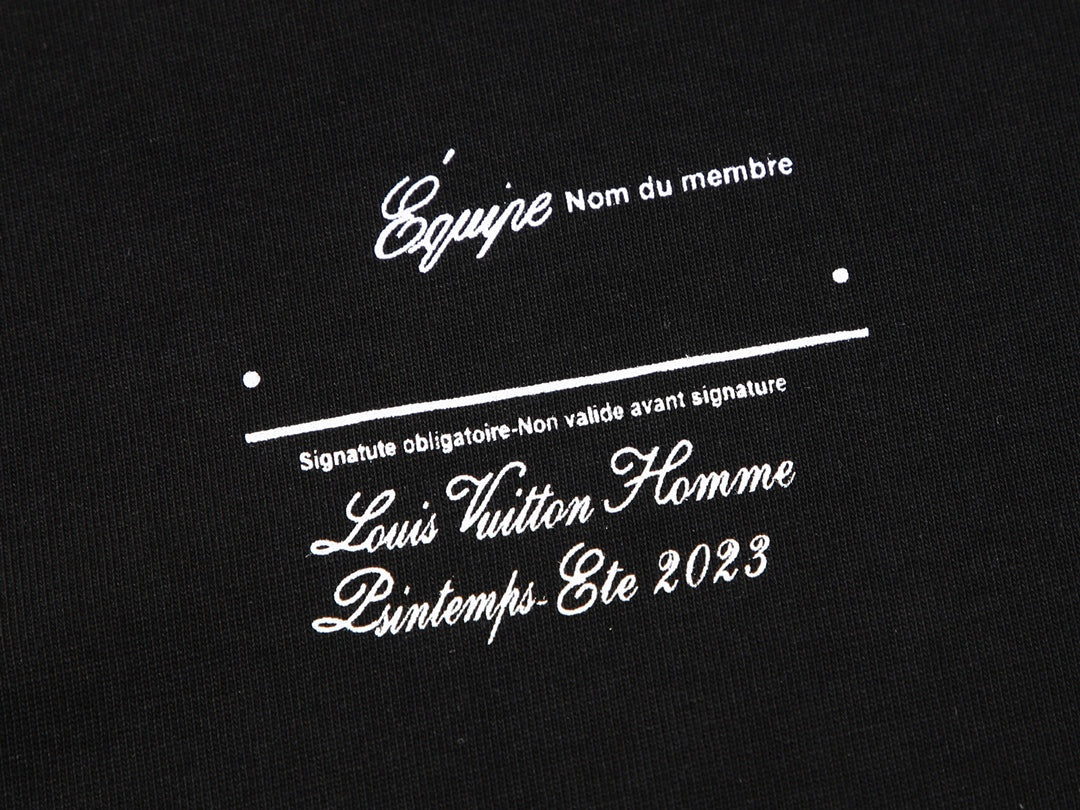 Équipe Nom du membre
Signatute obligatoire-Non valide avant signature
Louis Vuitton Homme
Psintemps-Ete 2023